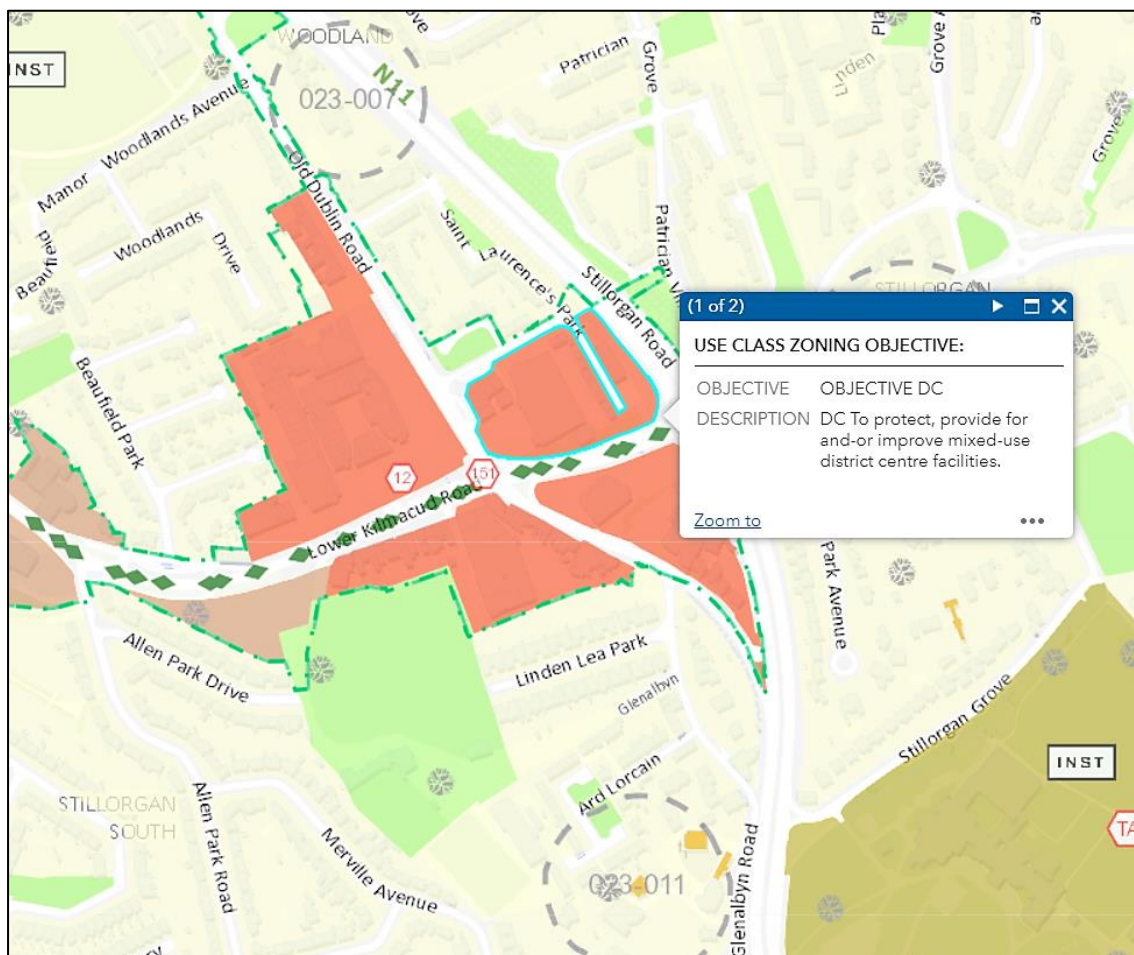 WOODLAND
Patrician
Grove
Grove
INST
N11
023-007
Linden
Manor
Woodlands Avenue
Old Dublin Road
Woodlands
Drive
Beaufield
Saint
Laurence's Park
Patrician
Grove
STILLORGAN
Stillorgan Road
Beaufield Park
(1 of 2)
USE CLASS ZONING OBJECTIVE:
OBJECTIVE OBJECTIVE DC
DESCRIPTION DC To protect, provide for
and-or improve mixed-use
district centre facilities.
Zoom to
12
151
Lower Kilmacud Road
Park Avenue
Allen Park Drive
Linden Lea Park
Glenalbyn
Stillorgan Grove
INST
Ard Lorcain
STILLORGAN
SOUTH
Allen Park Road
Merville Avenue
023-011
Glenalbyn Road
TA